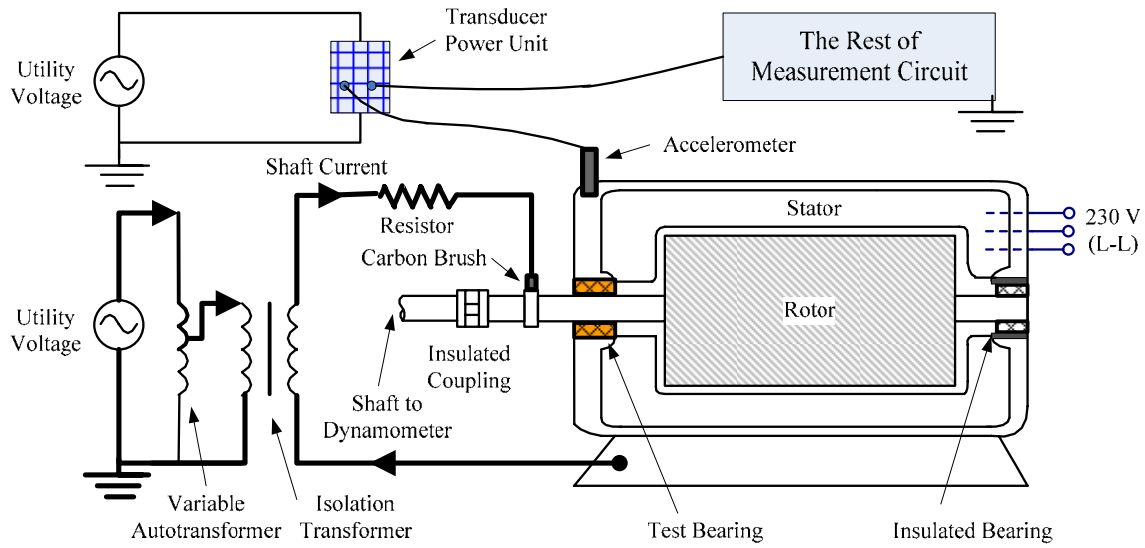 Transducer
Power Unit
The Rest of
Measurement Circuit
Utility
Voltage
Accelerometer
Shaft Current
Resistor
Stator
230 V
(L-L)
Carbon Brush
Rotor
Utility
Voltage
Insulated
Coupling
Shaft to
Dynamometer
Variable
Autotransformer
Isolation
Transformer
Test Bearing
Insulated Bearing